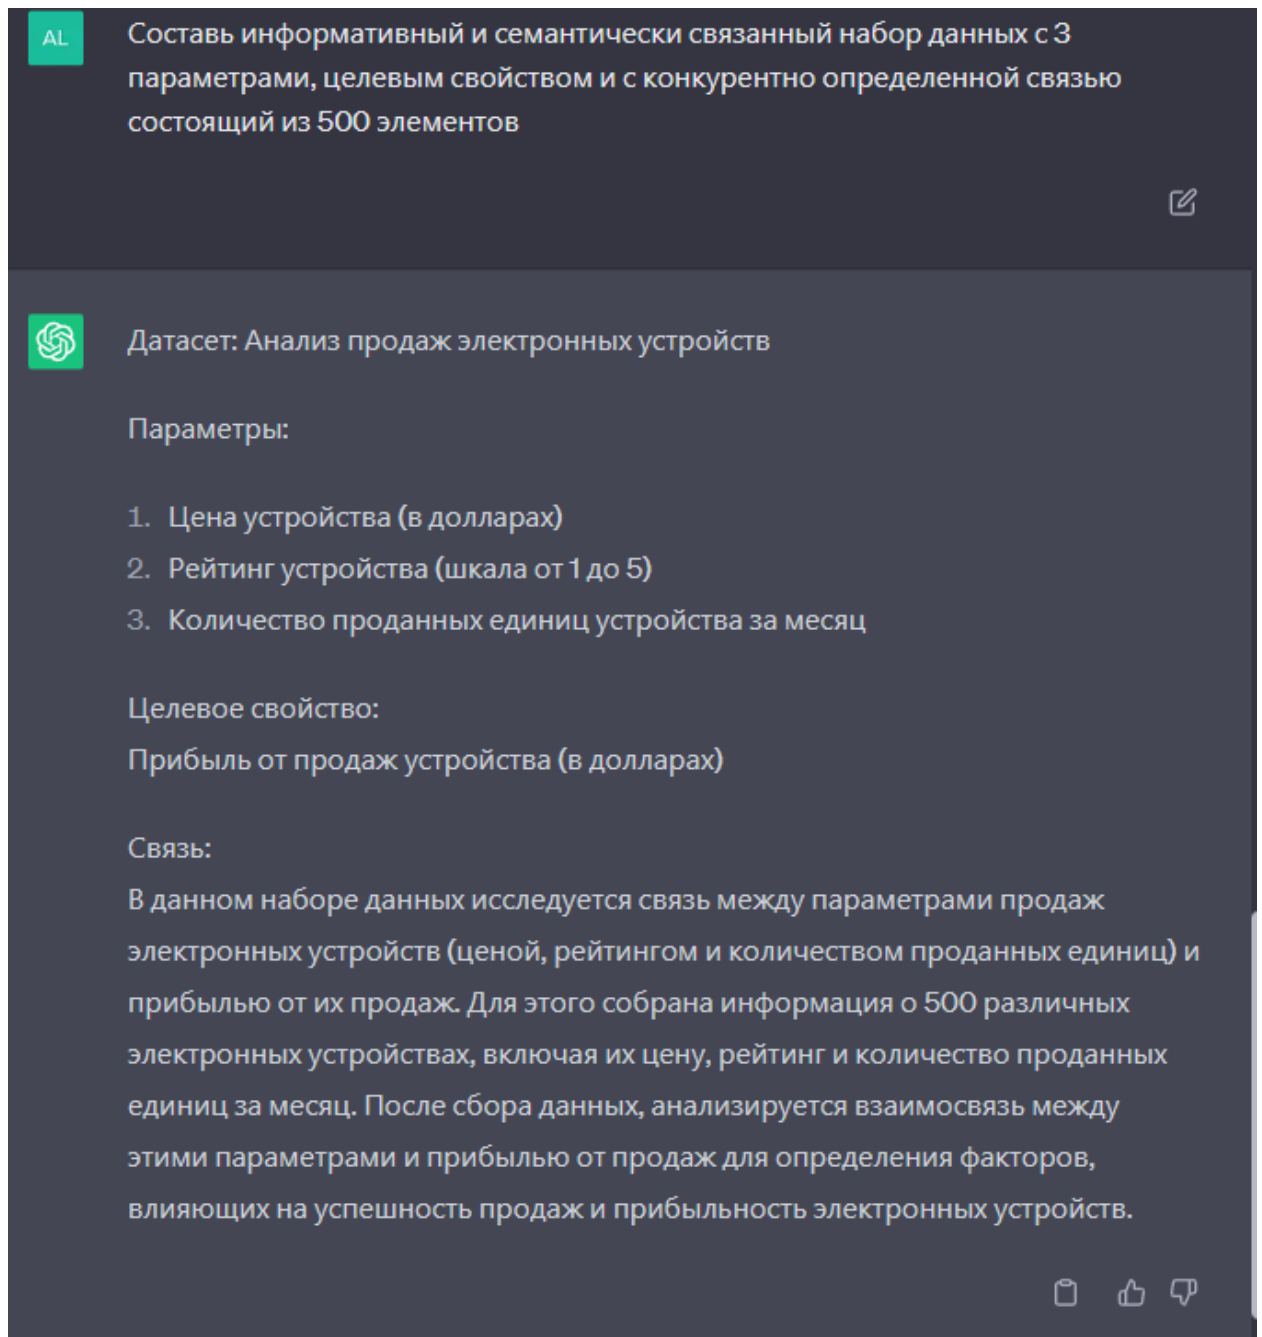 AL
Составь информативный и семантически связанный набор данных с 3
параметрами, целевым свойством и с конкурентно определенной связью
состоящий из 500 элементов
Датасет: Анализ продаж электронных устройств
Параметры:
1. Цена устройства (в долларах)
2. Рейтинг устройства (шкала от 1 до 5)
3. Количество проданных единиц устройства за месяц
Целевое свойство:
Прибыль от продаж устройства (в долларах)
Связь:
В данном наборе данных исследуется связь между параметрами продаж
электронных устройств (ценой, рейтингом и количеством проданных единиц) и
прибылью от их продаж. Для этого собрана информация о 500 различных
электронных устройствах, включая их цену, рейтинг и количество проданных
единиц за месяц. После сбора данных, анализируется взаимосвязь между
этими параметрами и прибылью от продаж для определения факторов,
влияющих на успешность продаж и прибыльность электронных устройств.